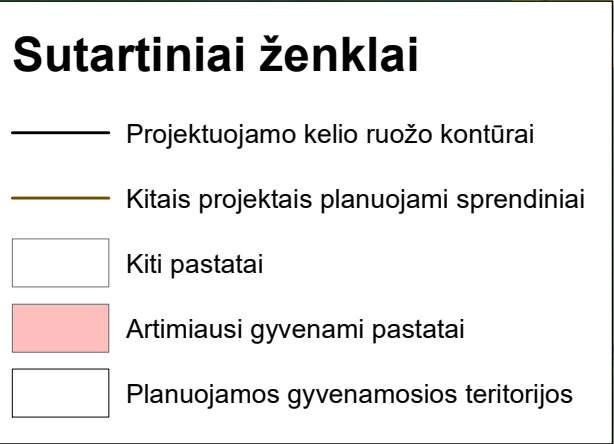 Sutartiniai ženklai
Projektuojamo kelio ruožo kontūrai
Kitais projektais planuojami sprendiniai
Kiti pastatai
Artimiausi gyvenami pastatai
Planuojamos gyvenamosios teritorijos